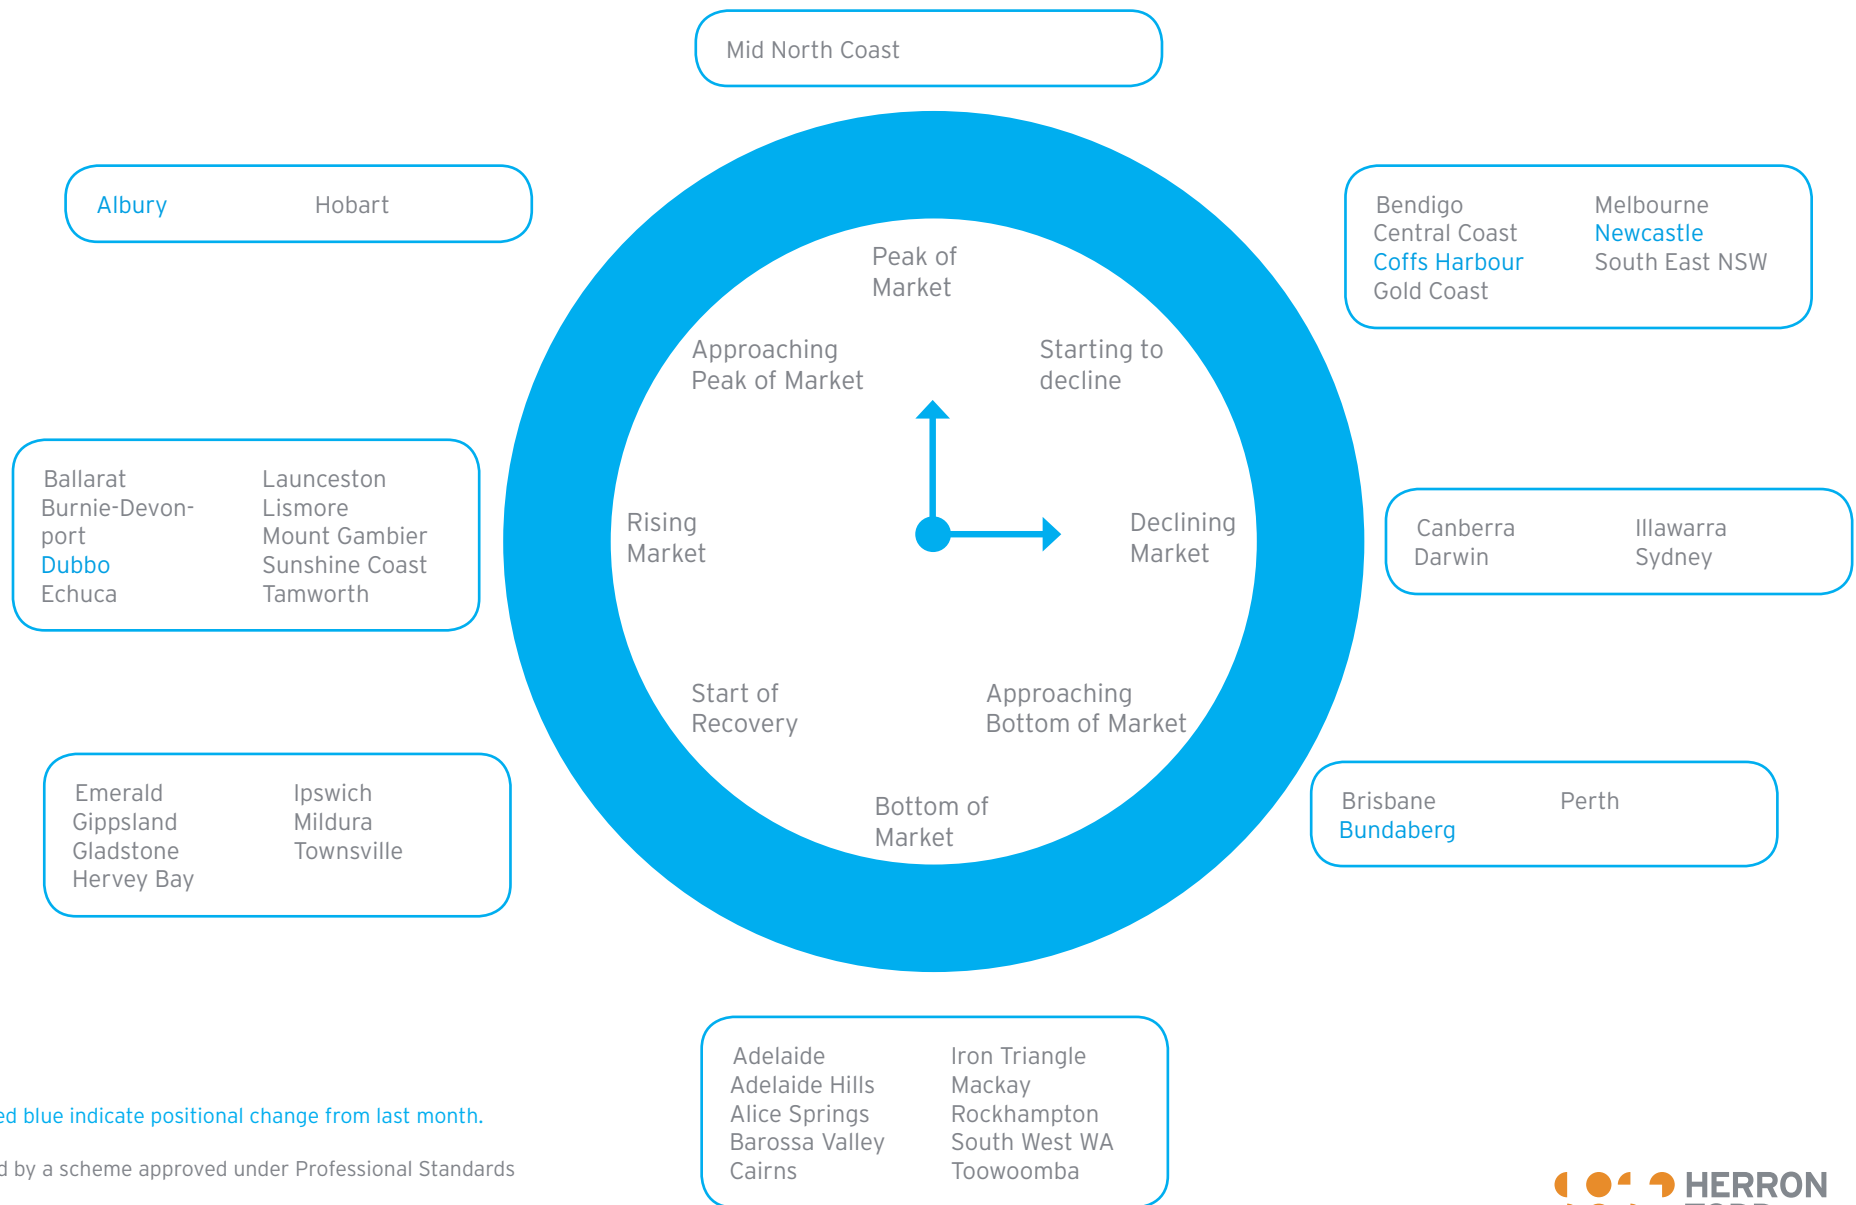 Mid North Coast
Albury Hobart
Bendigo Melbourne
Central Coast Newcastle
Coffs Harbour South East NSW
Gold Coast
Peak of
Market
Approaching
Peak of Market
Starting to
decline
Ballarat Launceston
Burnie-Devon- Lismore
port Mount Gambier
Dubbo Sunshine Coast
Echuca Tamworth
Rising
Market
Declining
Market
Canberra Illawarra
Darwin Sydney
Start of
Recovery
Approaching
Bottom of Market
Emerald Ipswich
Gippsland Mildura
Gladstone Townsville
Hervey Bay
Bottom of
Market
Brisbane Perth
Bundaberg
Adelaide Iron Triangle
Adelaide Hills Mackay
Alice Springs Rockhampton
Barossa Valley South West WA
Cairns Toowoomba
blue indicate positional change from last month.
by a scheme approved under Professional Standards
HERRON